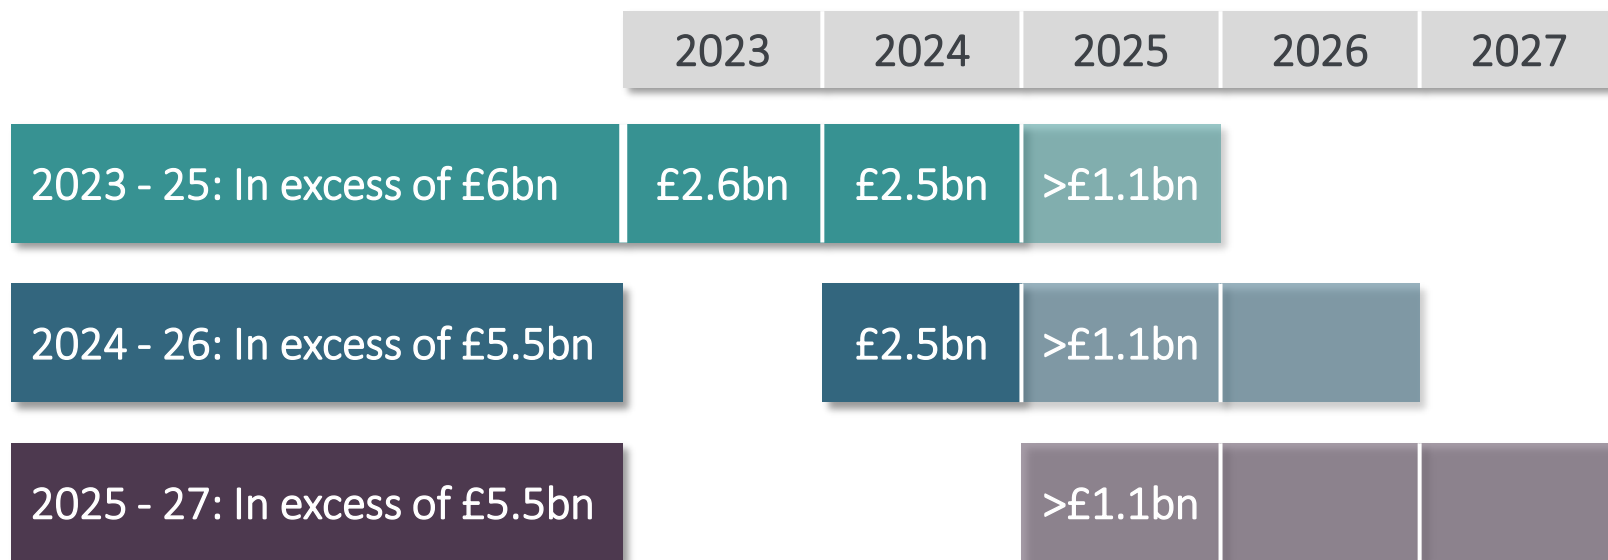 2023 2024 2025 2026 2027
2023 - 25: In excess of £6bn £2.6bn £2.5bn >£1.1bn
2024 - 26: In excess of £5.5bn £2.5bn >£1.1bn
2025 - 27: In excess of £5.5bn >£1.1bn